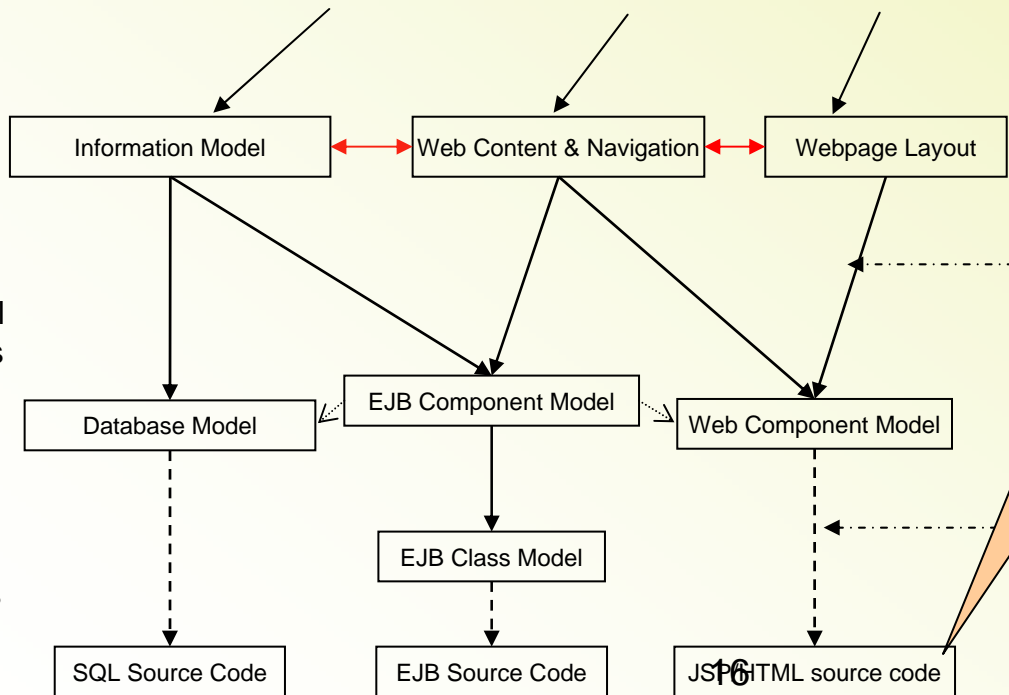 Information Model
Web Content & Navigation
Webpage Layout
Database Model
EJB Component Model
Web Component Model
EJB Class Model
SQL Source Code
EJB Source Code
JSP/HTML source code
16